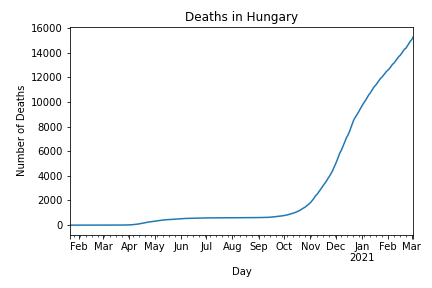 Deaths in Hungary
16000
14000
12000
10000
8000
6000
4000
2000
0
Number of Deaths
Feb Mar Apr May Jun Jul Aug Sep Oct Nov Dec Jan Feb Mar
2021
Day